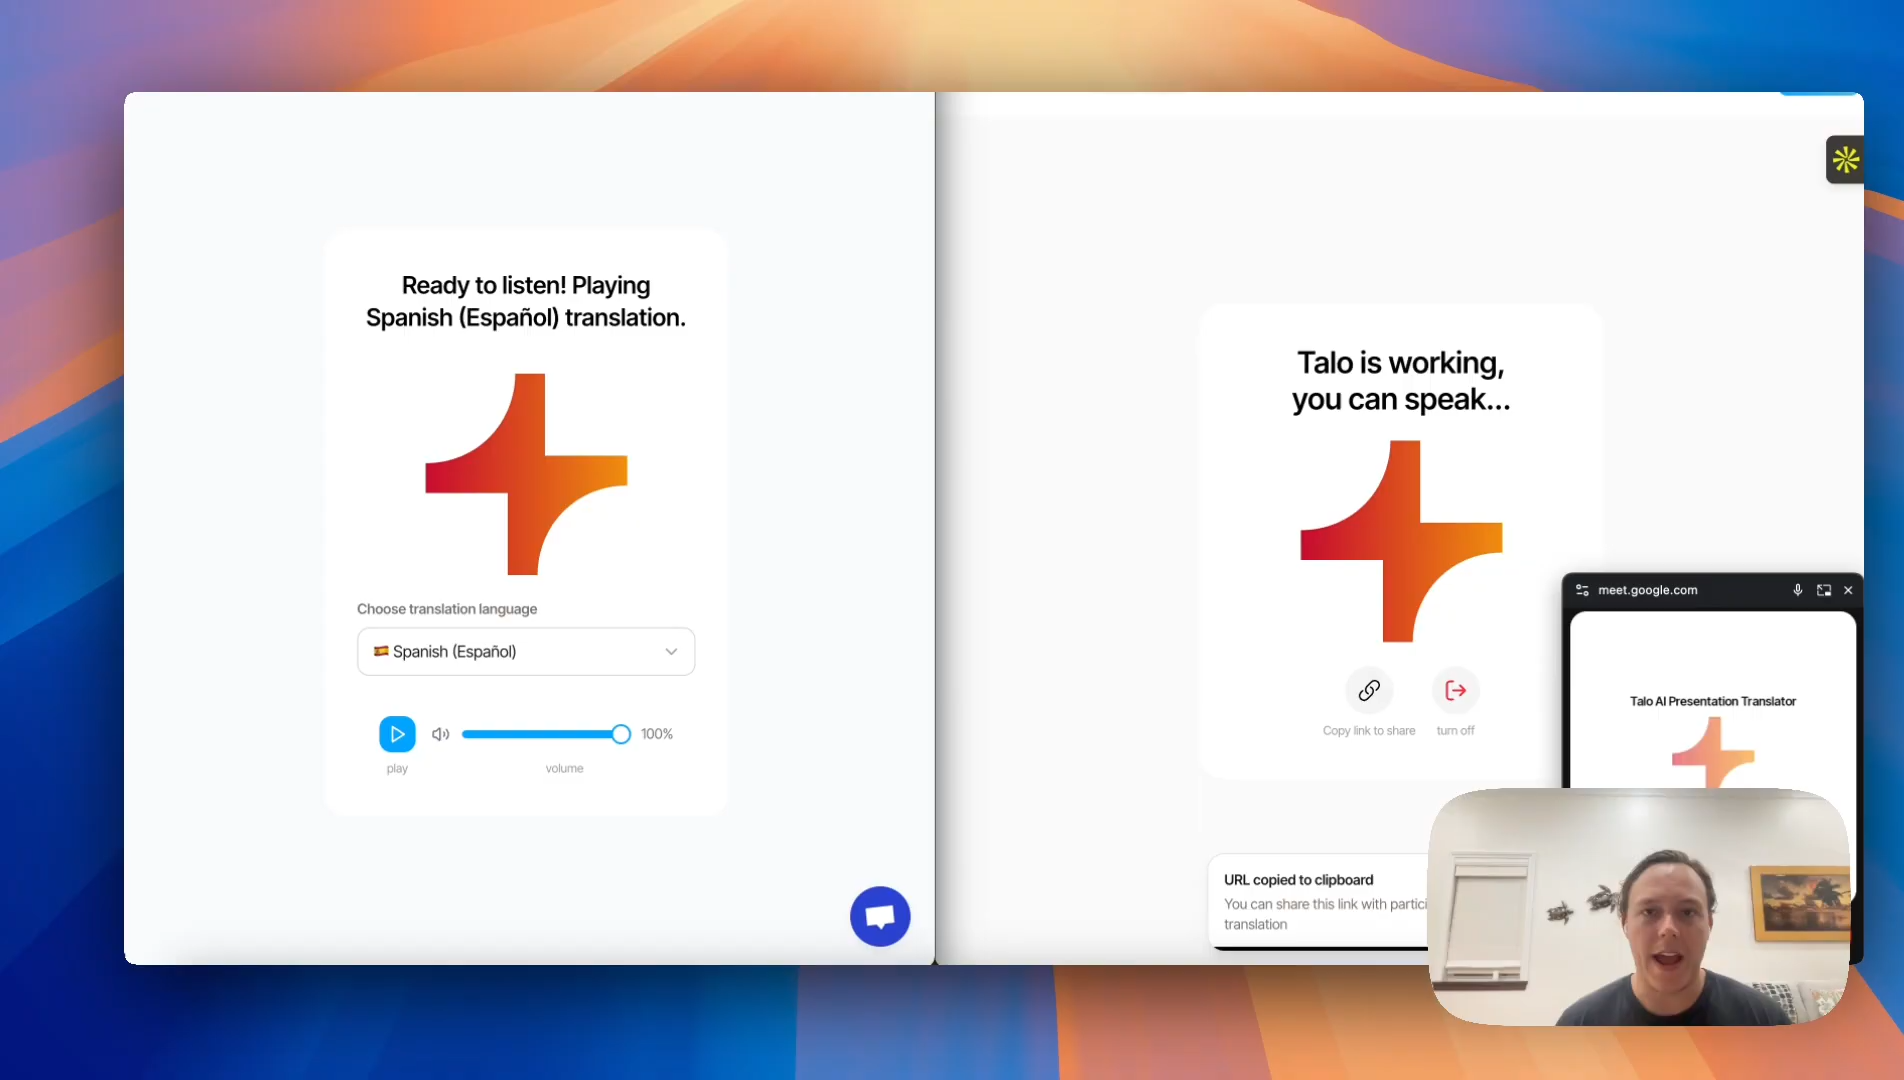 Ready to listen! Playing
Spanish (Español) translation.
Choose translation language
Spanish (Español)
100%
play
volume
Talo is working,
you can speak...
Copy link to share
turn off
meet.google.com
Talo AI Presentation Translator
URL copied to clipboard
You can share this link with
translation